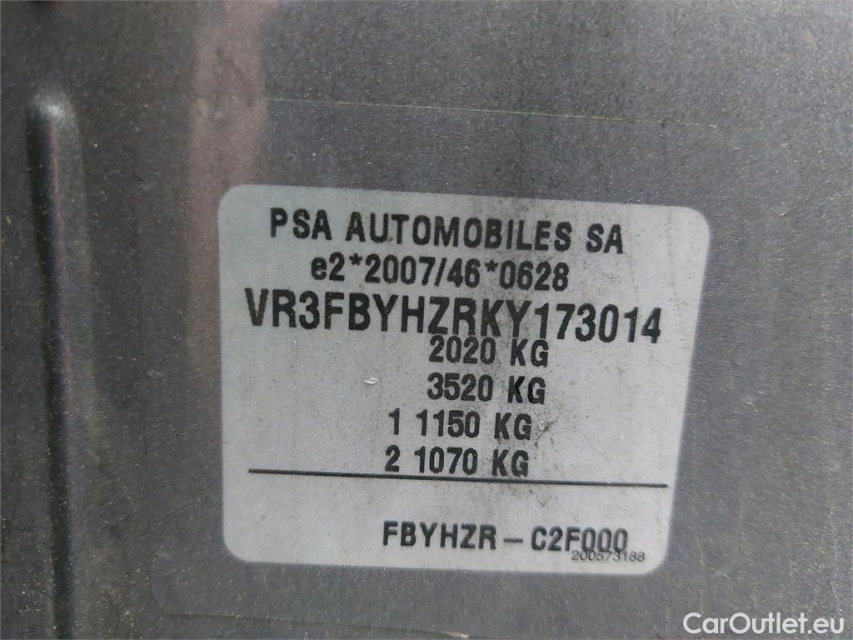 PSA AUTOMOBILES SA
e2*2007/46*0628
VR3FBYHZRKY173014
2020 KG
3520 KG
1 1150 KG
2 1070 KG
FBYHZR - C2F000
200573188
CarOutlet.eu